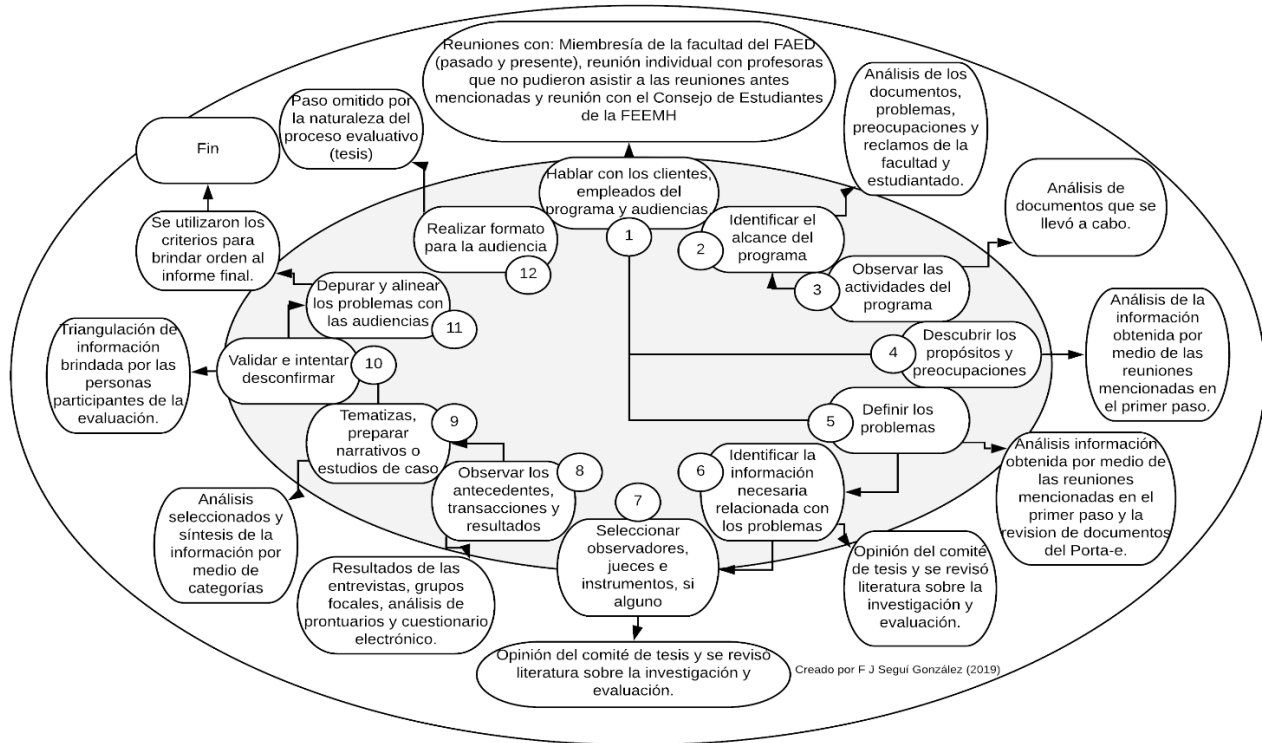 Reuniones con: Miembresía de la facultad del FAED
(pasado y presente), reunión individual con profesoras
que no pudieron asistir a las reuniones antes
mencionadas y reunión con el Consejo de Estudiantes
de la FEEMH
Hablar con los clientes,
empleados del
programa y audiencias.
1
Análisis de los
documentos,
problemas,
preocupaciones y
reclamos de la
facultad y
estudiantado.
Identificar el
alcance del
programa
2
Análisis de
documentos que se
llevó a cabo.
Observar las
actividades del
programa
3
Descubrir los
propósitos y
preocupaciones
4
Análisis de la
información
obtenida por
medio de las
reuniones
mencionadas en
el primer paso.
Definir los
problemas
5
Análisis información
obtenida por medio de
las reuniones
mencionadas en el
primer paso y la
revision de documentos
del Porta-e.
Identificar la
información
necesaria
relacionada con
los problemas
6
Opinión del comité
de tesis y se revisó
literatura sobre la
investigación y
evaluación.
7
Seleccionar
observadores,
jueces e
instrumentos, si
alguno
Opinión del comité de tesis y se revisó
literatura sobre la investigación y
evaluación.
Creado por F J Seguí González (2019)
8
Observar los
antecedentes,
transacciones y
resultados
Resultados de las
entrevistas, grupos
focales, análisis de
prontuarios y cuestionario
electrónico.
9
Tematizas,
preparar
narrativos o
estudios de caso
Análisis
seleccionados y
síntesis de la
información por
medio de
categorías
10
Validar e intentar
desconfirmar
Triangulación de
información
brindada por las
personas
participantes de la
evaluación.
Depurar y alinear
los problemas con
las audiencias
11
Se utilizaron los
criterios para
brindar orden al
informe final.
Fin
Realizar formato
para la audiencia
12
Paso omitido por
la naturaleza del
proceso evaluativo
(tesis)